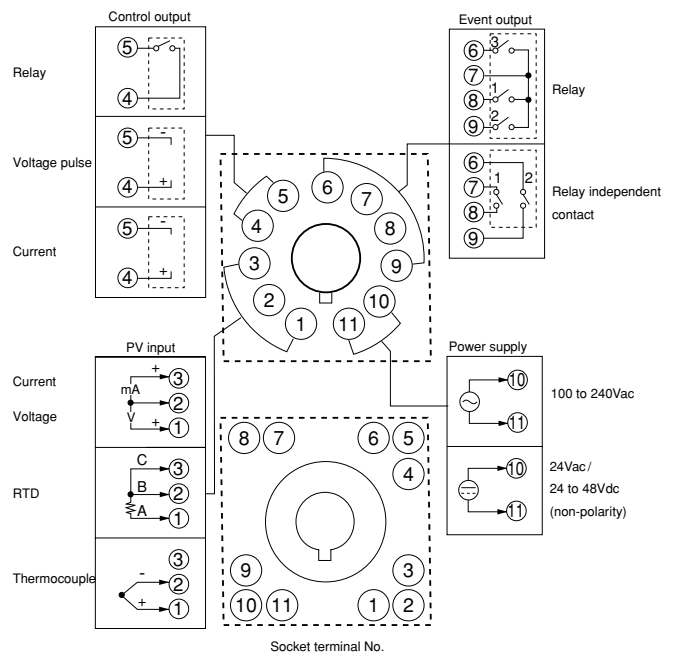 Control output
Relay
5
4
Voltage pulse
5 -
4 +
Current
5 -
4 +
Event output
6 3
7
8 1
9 2
Relay
6
7 1 2
8
9
Relay independent
contact
6
5 7
4 8
3 9
2 10
1 11
PV input
Current
Voltage
+ 3
mA
2
V
+ 1
RTD
C 3
B 2
A 1
Thermocouple
3
- 2
+ 1
Power supply
10
11
100 to 240Vac
10
11
24Vac /
24 to 48Vdc
(non-polarity)
8 7 6 5
4
9 3
10 11 1 2
Socket terminal No.